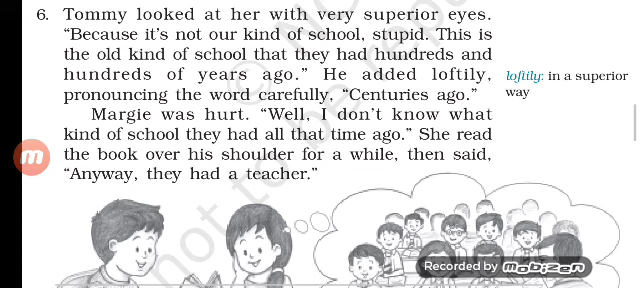 6. Tommy looked at her with very superior eyes.
“Because it’s not our kind of school, stupid. This is
the old kind of school that they had hundreds and
hundreds of years ago.” He added loftily,
pronouncing the word carefully, “Centuries ago.”
loftily: in a superior
way
Margie was hurt. “Well, I don’t know what
kind of school they had all that time ago.” She read
the book over his shoulder for a while, then said,
“Anyway, they had a teacher.”
not to be rep
© N
Recorded by mobizen